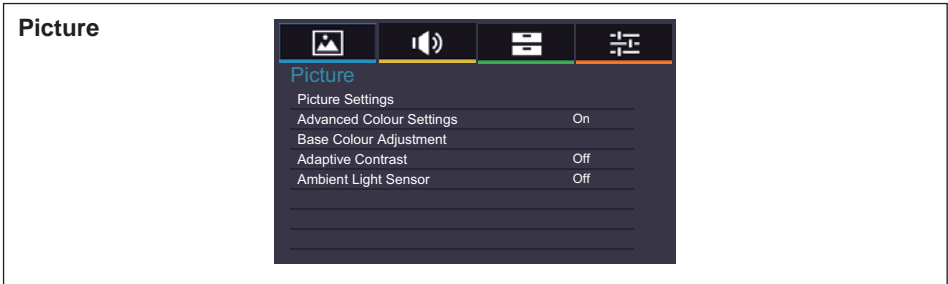 Picture
Picture
Picture Settings
Advanced Colour Settings On
Base Colour Adjustment
Adaptive Contrast Off
Ambient Light Sensor Off